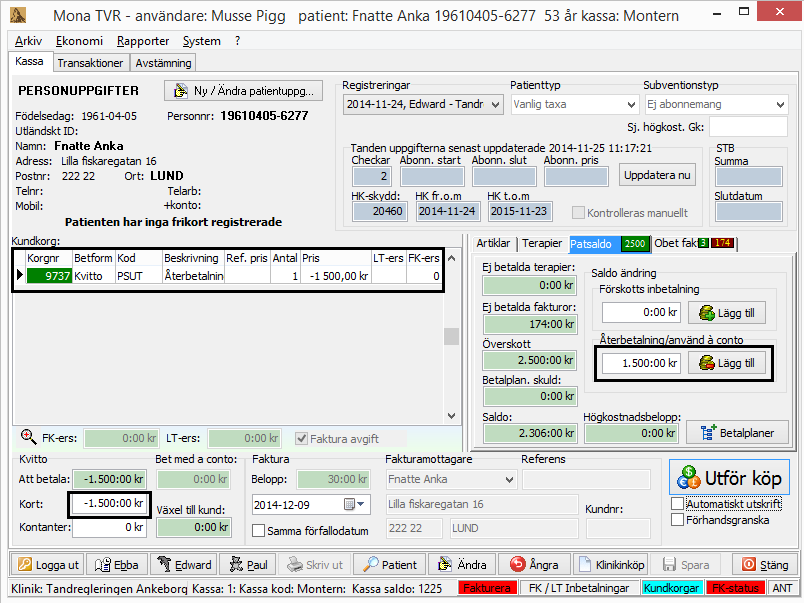 Mona TVR - användare: Musse Pigg   patient: Fnatte Anka 19610405-6277  53 år kassa: Montern
Arkiv Ekonomi Rapporter System ?
Kassa Transaktioner Avstämning
PERSONUPPGIFTER
Ny / Ändra patientuppg...
Födelsedag: 1961-04-05 Personnr: 19610405-6277
Utländskt ID:
Namn: Fnatte Anka
Adress: Lilla fiskaregatan 16
Postnr: 222 22 Ort: LUND
Telnr: Telarb:
Mobil: +konto:
Patienten har inga frikort registrerade
Registreringar Patienttyp Subventionstyp
2014-11-24, Edward - Tandr Vanlig taxa Ej abonnemang
Sj. högkost. Gk:
Tanden uppgifterna senast uppdaterade 2014-11-25 11:17:21
Checkar Abonn. start Abonn. slut Abonn. pris
2 Uppdatera nu
HK-skydd: HK fr.o.m HK t.o.m
20460 2014-11-24 2015-11-23 Kontrolleras manuellt
STB
Summa
Slutdatum
Kundkorg:
Korgnr Betform Kod Beskrivning Ref. pris Antal Pris LT-ers FK-ers
9737 Kvitto PSUT Återbetalnin 1 -1 500,00 kr 0
FK-ers: 0:00 kr LT-ers: 0:00 kr Faktura avgift
Artiklar Terapier Patsaldo 2500 Obet fakt 3 174
Ej betalda terapier:
0:00 kr
Ej betalda fakturor:
174:00 kr
Överskott
2.500:00 kr
Betalplan. skuld:
0:00 kr
Saldo:
2.306:00 kr
Saldo ändring
Förskotts inbetalning
0:00 kr Lägg till
Återbetalning/använd à conto
1.500:00 kr Lägg till
Högkostnadsbelopp:
0:00 kr Betalplaner
Kvitto Bet med a conto:
Att betala: -1.500:00 kr 0:00 kr
Kort: -1.500:00 kr Växel till kund:
Kontanter: 0 kr 0:00 kr
Faktura
Belopp: 30:00 kr
2014-12-09
Samma förfallodatum
Fakturamottagare Referens
Fnatte Anka
Lilla fiskaregatan 16 Kundnr:
222 22 LUND
Utför köp
Automatiskt utskrift
Förhandsgranska
Logga ut Ebba Edward Paul Skriv ut Patient Ändra Ångra Klinikinköp Spara Stäng
Klinik: Tandregleringen Ankeborg Kassa: 1: Kassa kod: Montern: Kassa saldo: 1225 Fakturera FK / LT Inbetalningar Kundkorgar FK-status ANT